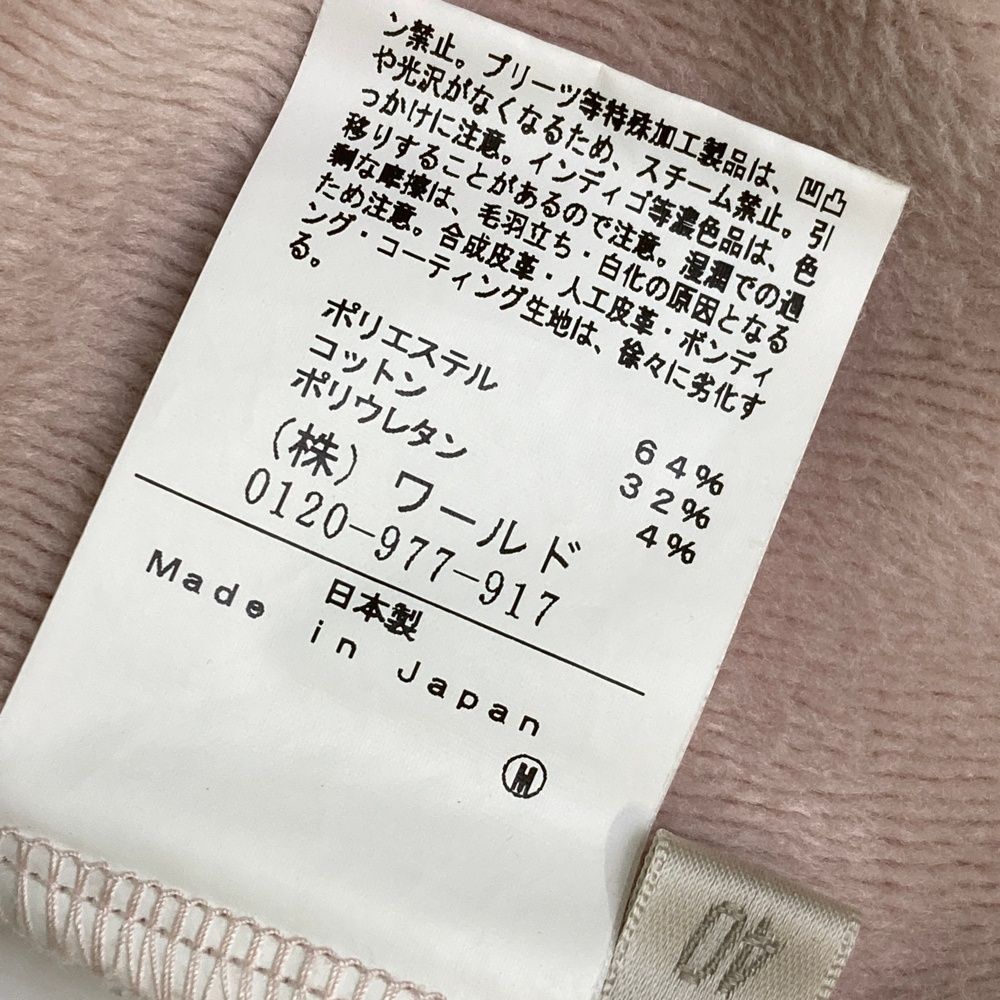 ン禁止。プリーツ等特殊加工製品は、凹凸
や光沢がなくなるため、スチーム禁止。引
っかけに注意。インディゴ等濃色品は、色
移りすることがあるので注意。湿潤での過
剰な摩擦は、毛羽立ち・白化の原因となる
ため注意。合成皮革・人工皮革・ボンディ
ング・コーティング生地は、徐々に劣化す
る。
ポリエステル 64%
コットン 32%
ポリウレタン 4%
(株) ワールド
0120-977-917
日本製
Made in Japan
M
40